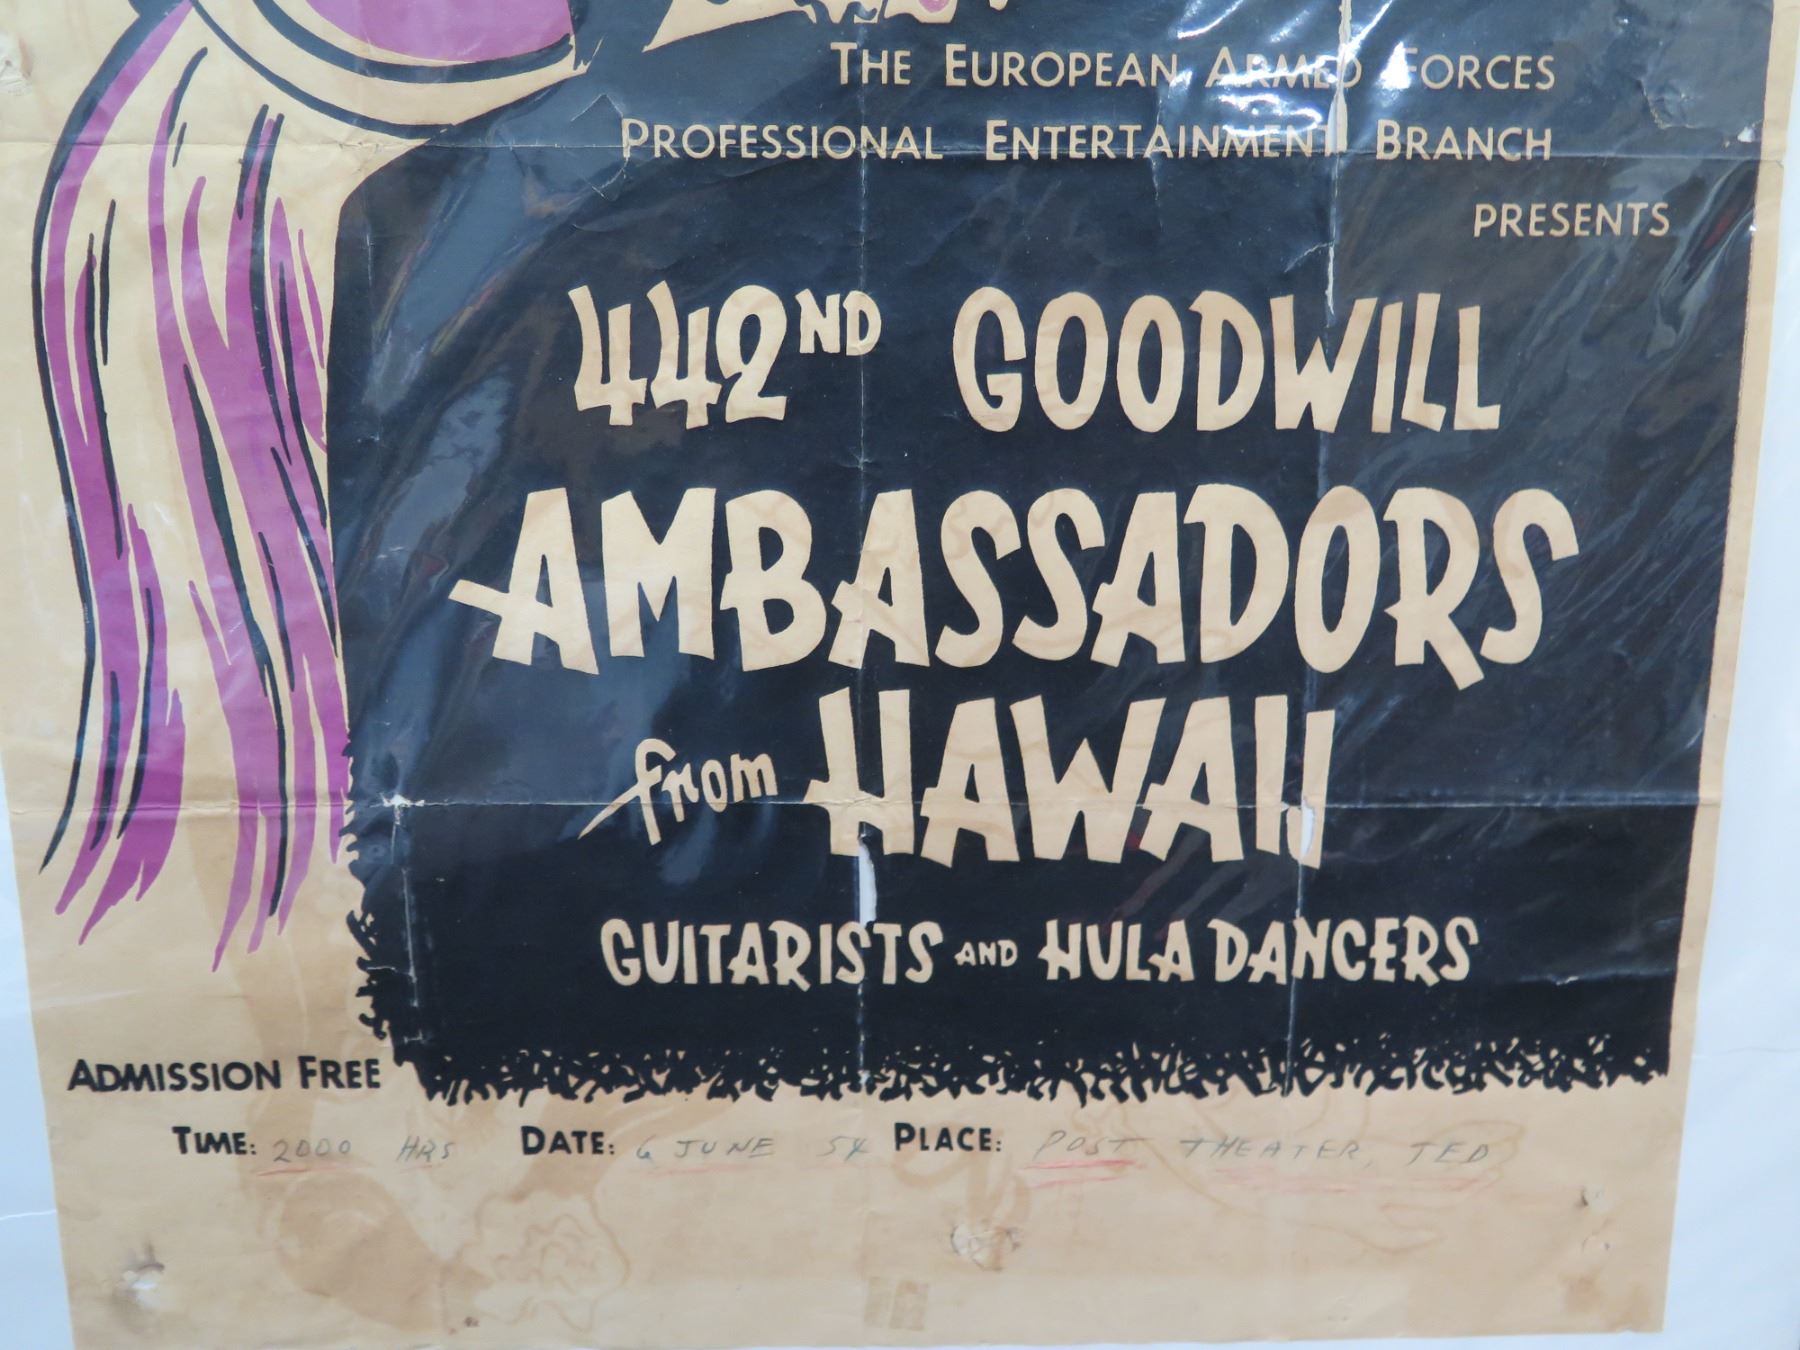 THE EUROPEAN ARMED FORCES
PROFESSIONAL ENTERTAINMENT BRANCH
PRESENTS
442ND GOODWILL
AMBASSADORS
from HAWAII
GUITARISTS AND HULA DANCERS
ADMISSION FREE
TIME: 2000 HRS DATE: 6 JUNE 54 PLACE: POST THEATER, TED